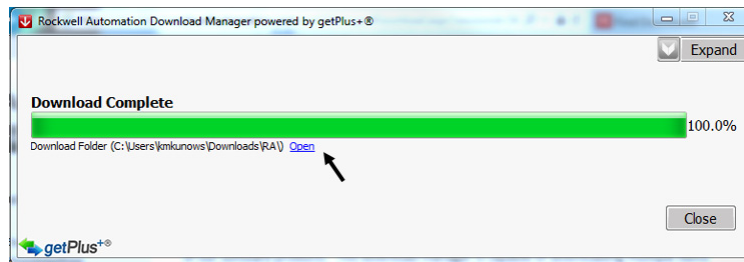 Rockwell Automation Download Manager powered by getPlus+®
Expand
Download Complete
100.0%
Download Folder (C:\Users\kmkunows\Downloads\RA\) Open
Close
getPlus+®